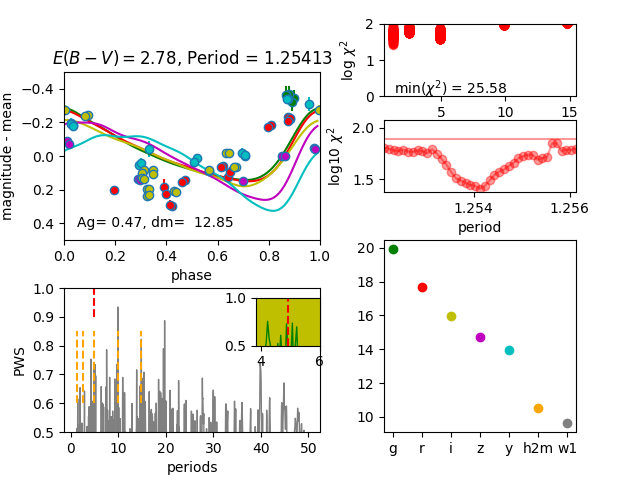 E(B − V) = 2.78, Period = 1.25413
magnitude - mean
−0.4
−0.2
0.0
0.2
0.4
Ag= 0.47, dm=  12.85
0.0 0.2 0.4 0.6 0.8 1.0
phase
log χ²
2
1
0
min(χ²) = 25.58
5 10 15
log10 χ²
2.0
1.5
1.254 1.256
period
PWS
1.0
0.9
0.8
0.7
0.6
0.5
1.0
0.5
4 6
0 10 20 30 40 50
periods
20
18
16
14
12
10
g r i z y h2m w1